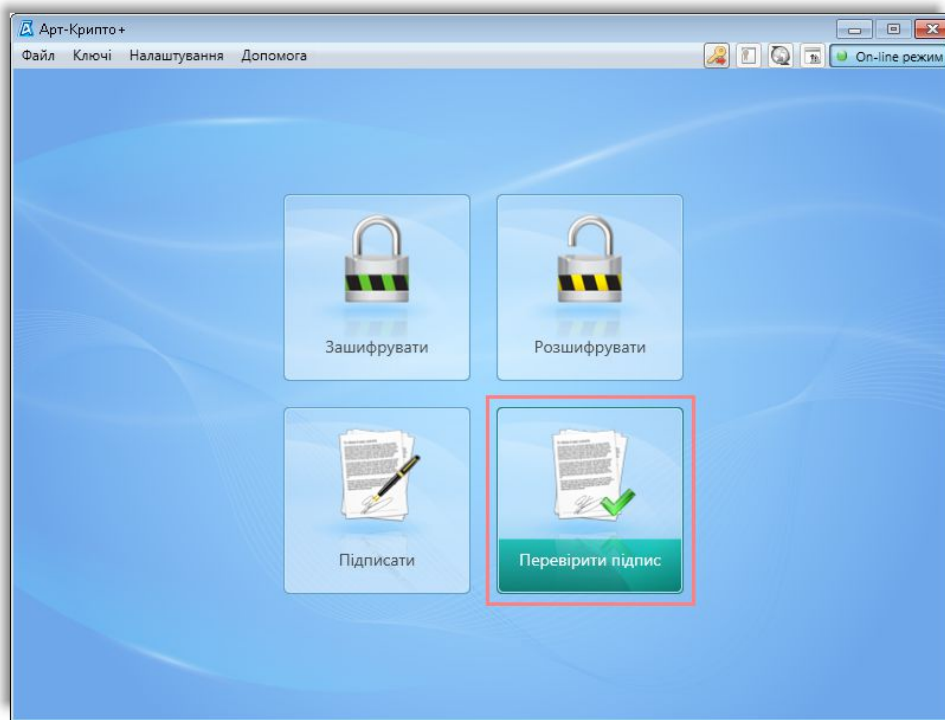 Арт-Крипто+
Файл Ключі Налаштування Допомога
On-line режим
Зашифрувати
Розшифрувати
Підписати
Перевірити підпис